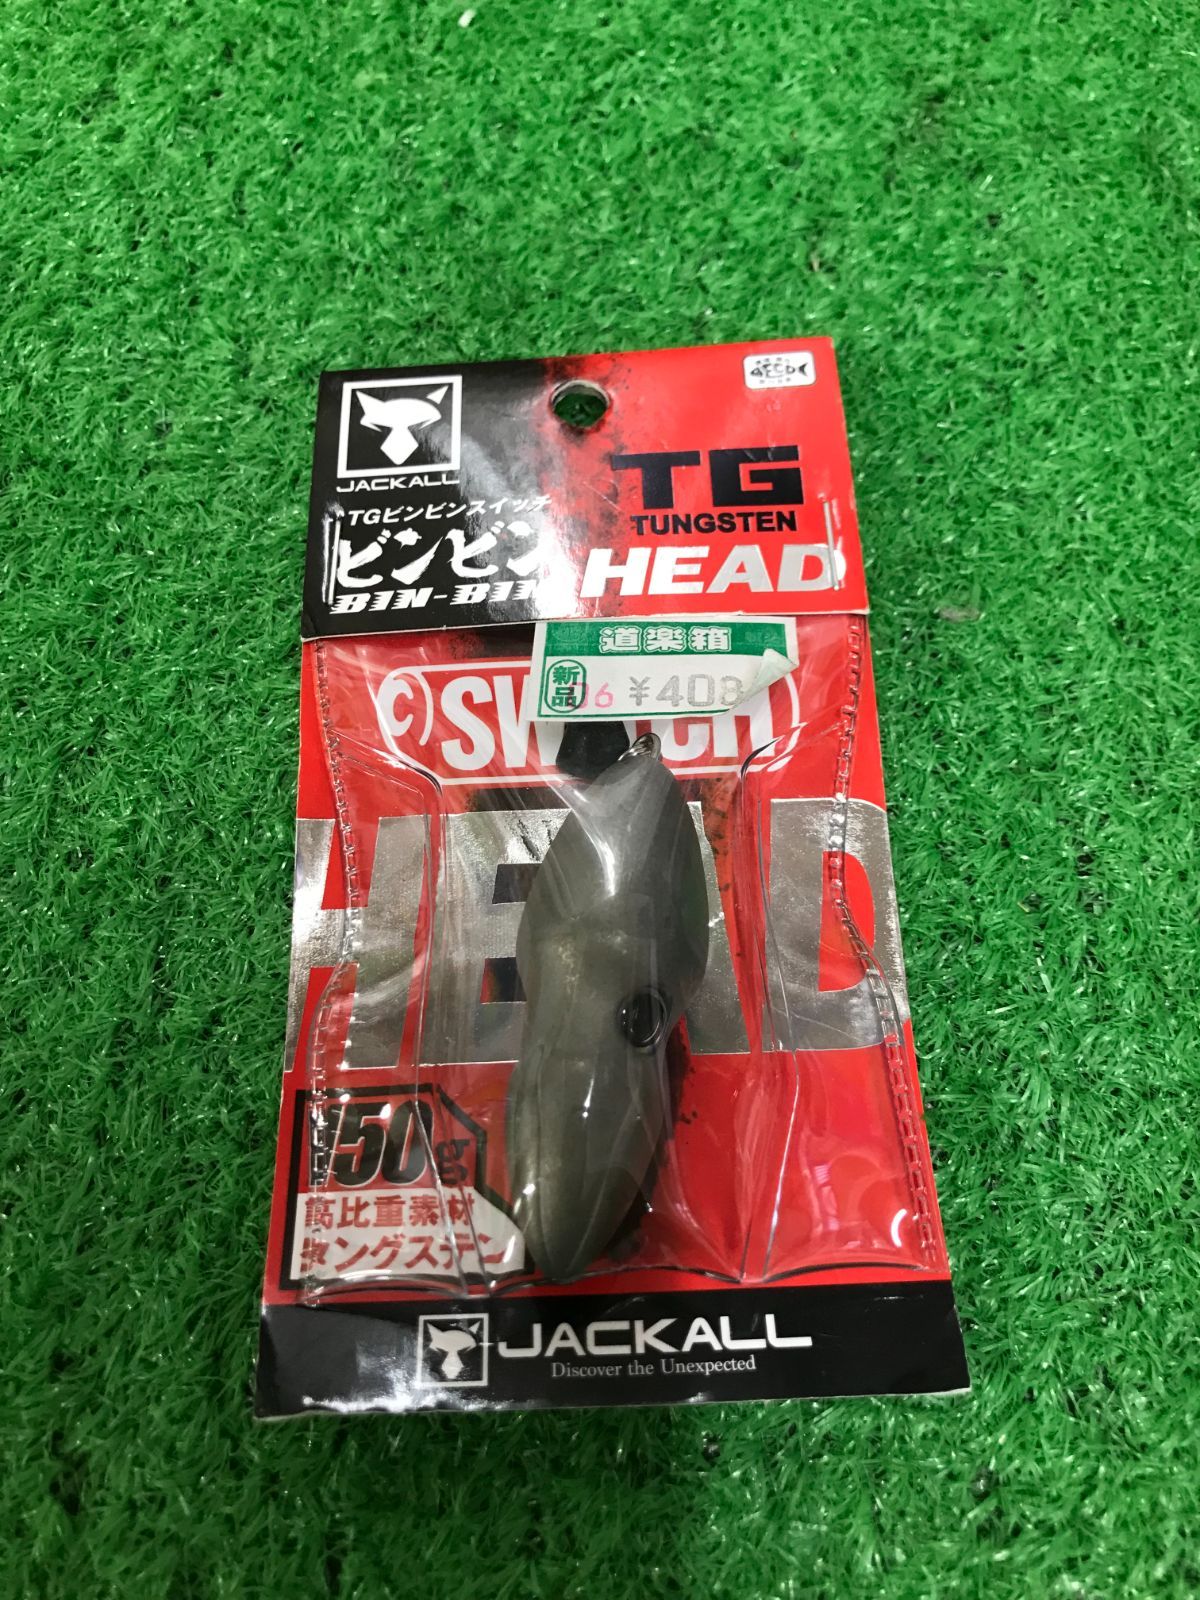 JACKALL
TGビンビンスイッチ
ビンビン
BIN-BIN
TG
TUNGSTEN
HEAD
道楽箱
新品
06 ¥408
HEAD
150g
高比重素材
タングステン
JACKALL
Discover the Unexpected